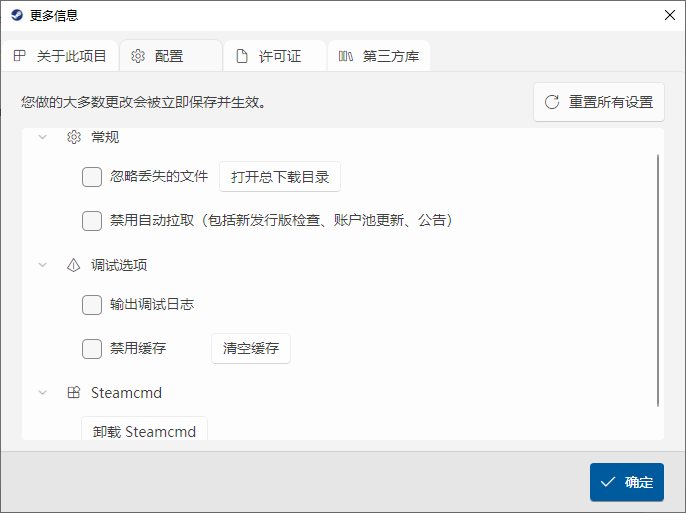 更多信息
关于此项目 配置 许可证 第三方库
您做的大多数更改会被立即保存并生效。 重置所有设置
常规
忽略丢失的文件 打开总下载目录
禁用自动拉取（包括新发行版检查、账户池更新、公告）
调试选项
输出调试日志
禁用缓存 清空缓存
Steamcmd
卸载 Steamcmd
确定